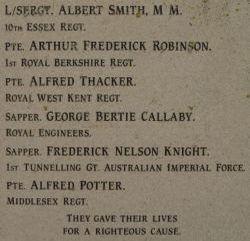 L/Sergt. Albert Smith, M M.
10th Essex Regt.
Pte. Arthur Frederick Robinson.
1st Royal Berkshire Regt.
Pte. Alfred Thacker.
Royal West Kent Regt.
Sapper. George Bertie Callaby.
Royal Engineers.
Sapper. Frederick Nelson Knight.
1st Tunnelling Gt. Australian Imperial Force.
Pte. Alfred Potter.
Middlesex Regt.
They gave their lives
for a righteous cause.